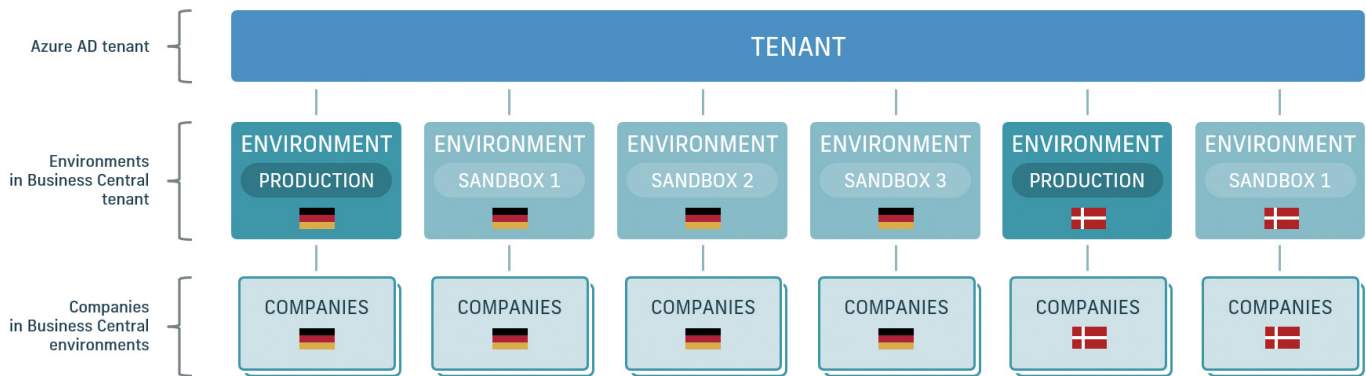 Azure AD tenant
TENANT
Environments
in Business Central
tenant
ENVIRONMENT
PRODUCTION
ENVIRONMENT
SANDBOX 1
ENVIRONMENT
SANDBOX 2
ENVIRONMENT
SANDBOX 3
ENVIRONMENT
PRODUCTION
ENVIRONMENT
SANDBOX 1
Companies
in Business Central
environments
COMPANIES
COMPANIES
COMPANIES
COMPANIES
COMPANIES
COMPANIES